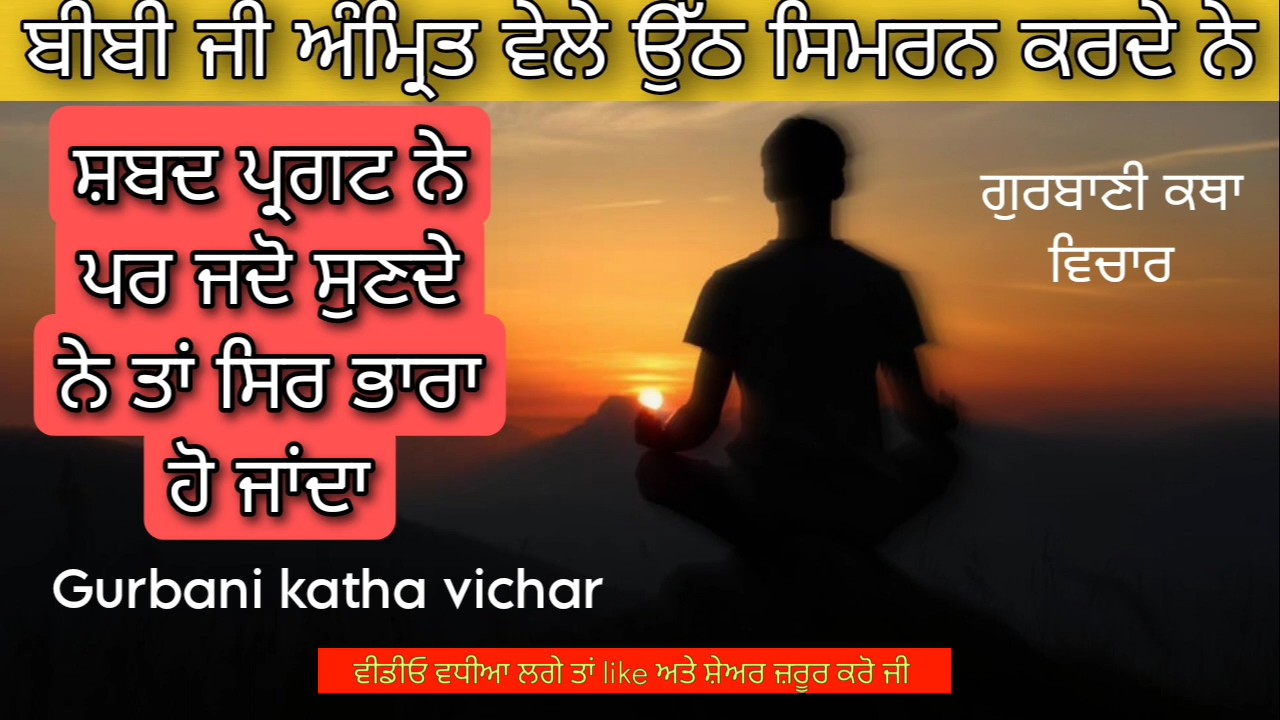 ਬੀਬੀ ਜੀ ਅੰਮ੍ਰਿਤ ਵੇਲੇ ਉੱਠ ਸਿਮਰਨ ਕਰਦੇ ਨੇ
ਸ਼ਬਦ ਪ੍ਰਗਟ ਨੇ
ਪਰ ਜਦੋ ਸੁਣਦੇ
ਨੇ ਤਾਂ ਸਿਰ ਭਾਰਾ
ਹੋ ਜਾਂਦਾ
ਗੁਰਬਾਣੀ ਕਥਾ
ਵਿਚਾਰ
Gurbani katha vichar
ਵੀਡੀਓ ਵਧੀਆ ਲਗੇ ਤਾਂ like ਅਤੇ ਸ਼ੇਅਰ ਜ਼ਰੂਰ ਕਰੋ ਜੀ